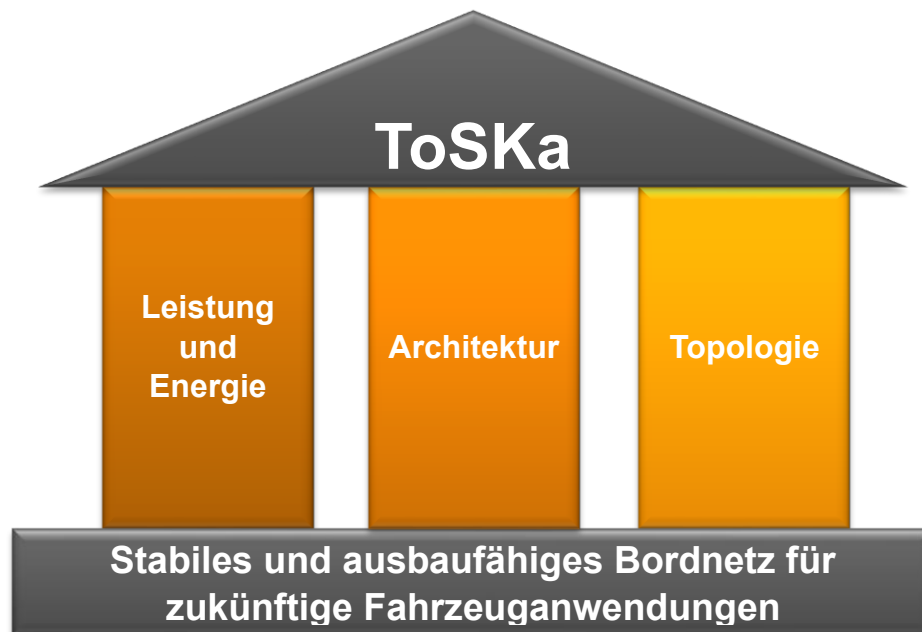 ToSKa
Leistung
und
Energie
Architektur
Topologie
Stabiles und ausbaufähiges Bordnetz für
zukünftige Fahrzeuganwendungen